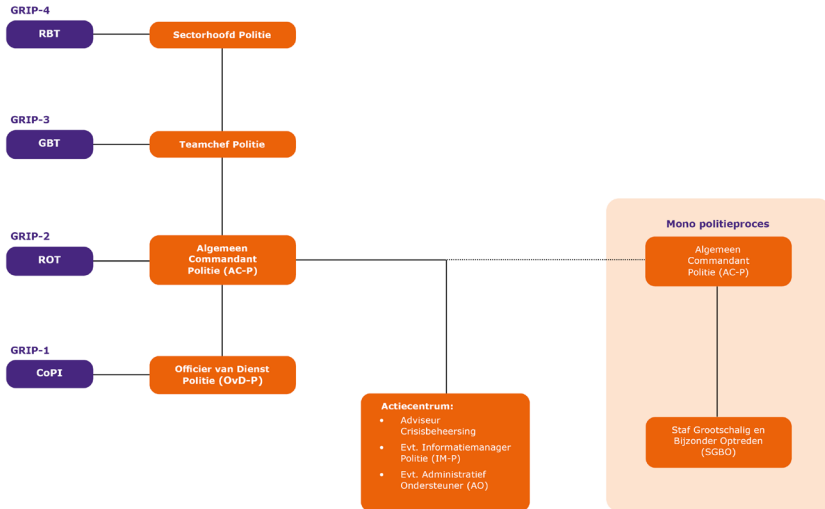 GRIP-4
RBT
Sectorhoofd Politie
GRIP-3
GBT
Teamchef Politie
GRIP-2
ROT
Algemeen
Commandant
Politie (AC-P)
Mono politieproces
Algemeen
Commandant
Politie (AC-P)
GRIP-1
CoPI
Officier van Dienst
Politie (OvD-P)
Actiecentrum:
• Adviseur
Crisisbeheersing
• Evt. Informatiemanager
Politie (IM-P)
• Evt. Administratief
Ondersteuner (AO)
Staf Grootschalig en
Bijzonder Optreden
(SGBO)